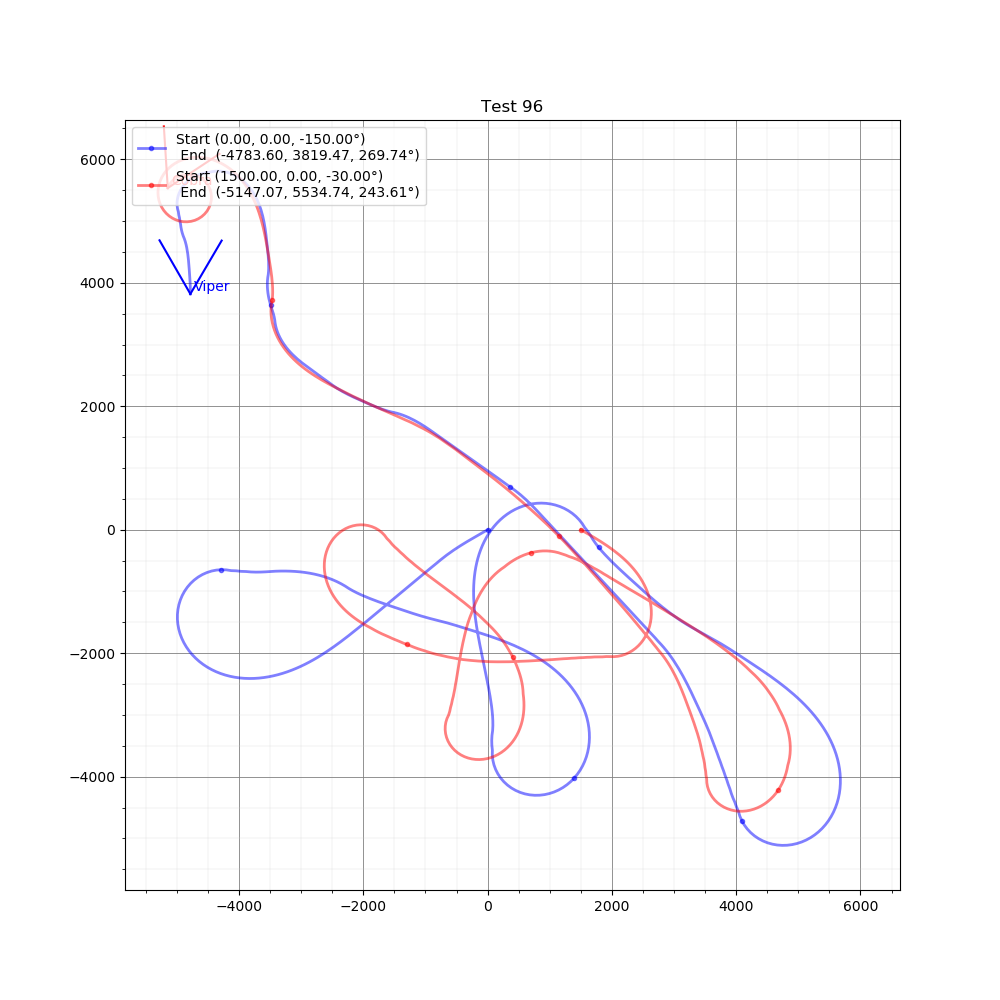 Test 96
Start (0.00, 0.00, -150.00°)
End (-4783.60, 3819.47, 269.74°)
Start (1500.00, 0.00, -30.00°)
End (-5147.07, 5534.74, 243.61°)
Viper
6000
4000
2000
0
−2000
−4000
−4000
−2000
0
2000
4000
6000